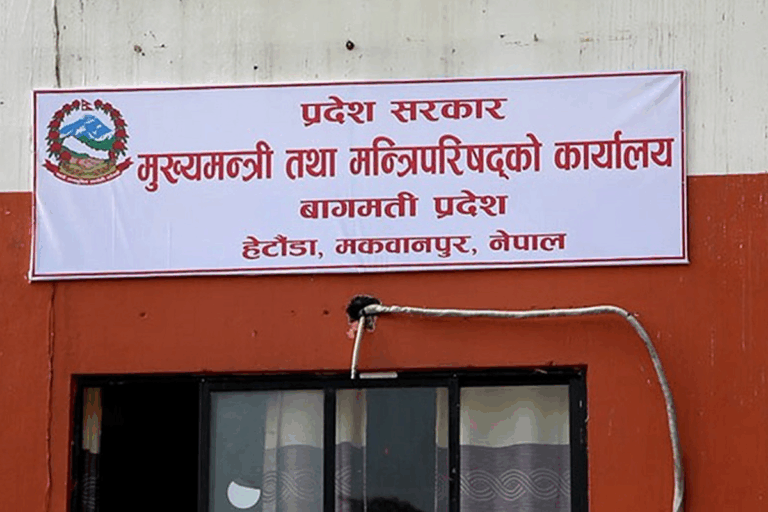 प्रदेश सरकार
मुख्यमन्त्री तथा मन्त्रिपरिषद्को कार्यालय
बागमती प्रदेश
हेटौंडा, मकवानपुर, नेपाल